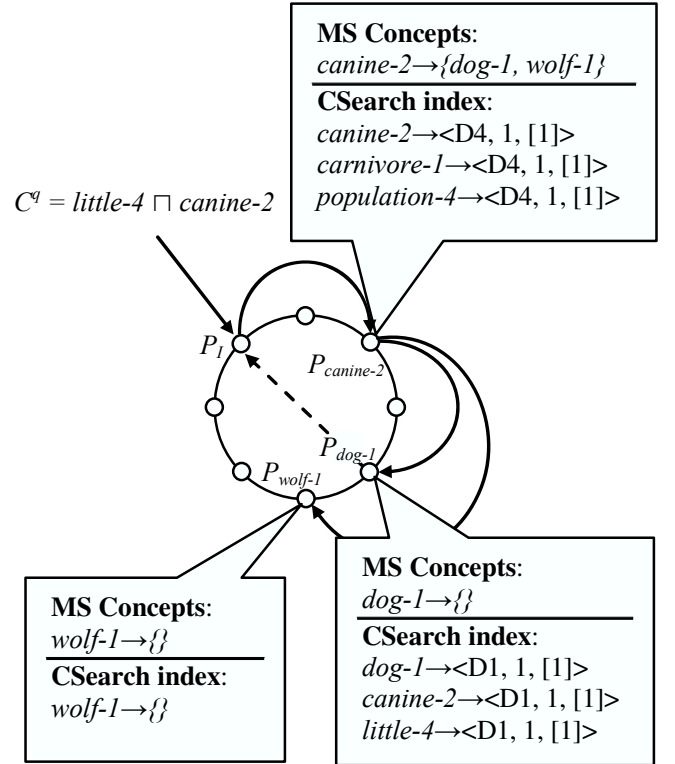 MS Concepts:
canine-2→{dog-1, wolf-1}
CSearch index:
canine-2→<D4, 1, [1]>
carnivore-1→<D4, 1, [1]>
population-4→<D4, 1, [1]>
C^q = little-4 ⊓ canine-2
P_I
P_canine-2
P_dog-1
P_wolf-1
MS Concepts:
dog-1→{}
CSearch index:
dog-1→<D1, 1, [1]>
canine-2→<D1, 1, [1]>
little-4→<D1, 1, [1]>
MS Concepts:
wolf-1→{}
CSearch index:
wolf-1→{}